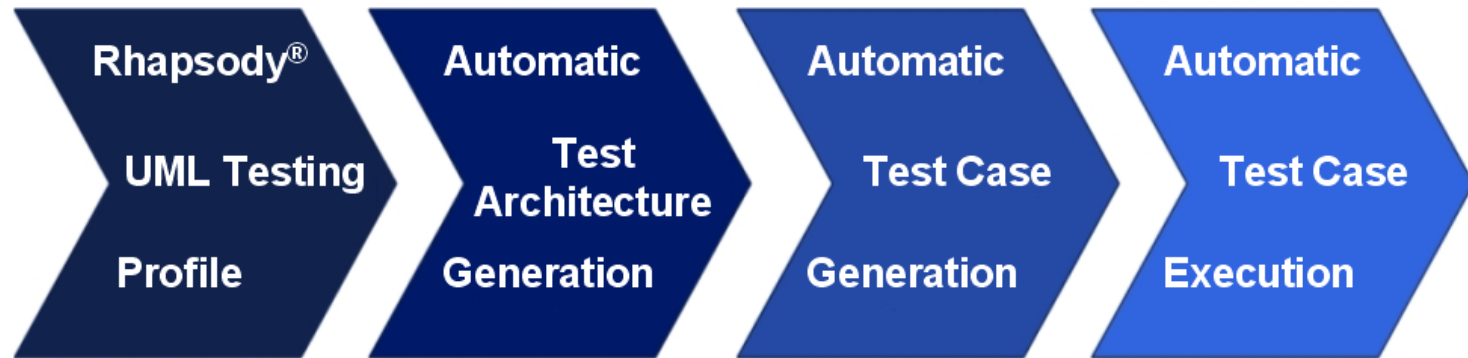 Rhapsody®
UML Testing
Profile
Automatic
Test
Architecture
Generation
Automatic
Test Case
Generation
Automatic
Test Case
Execution